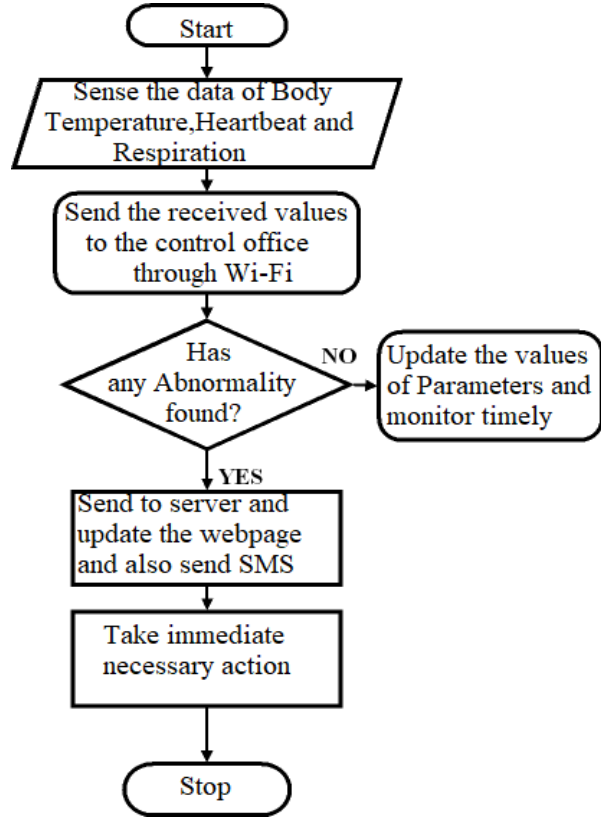 Start
Sense the data of Body
Temperature,Heartbeat and
Respiration
Send the received values
to the control office
through Wi-Fi
Has
any Abnormality
found?
NO
Update the values
of Parameters and
monitor timely
YES
Send to server and
update the webpage
and also send SMS
Take immediate
necessary action
Stop